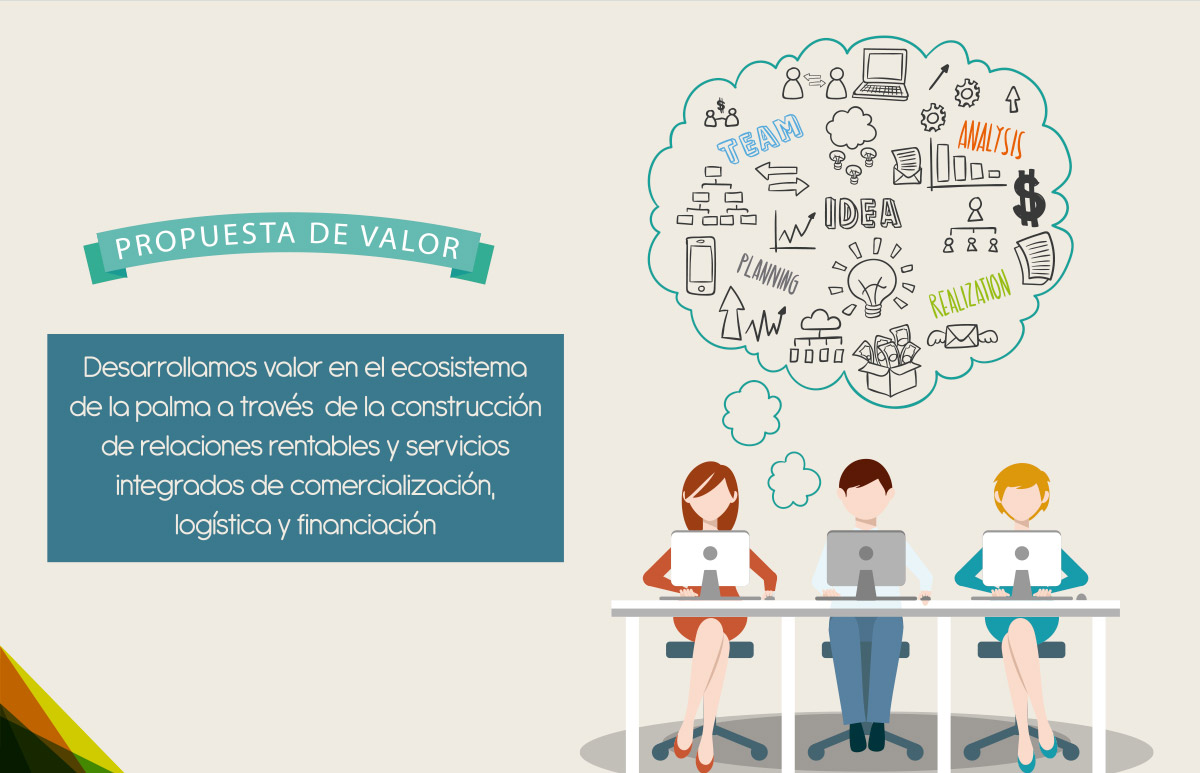 PROPUESTA DE VALOR
Desarrollamos valor en el ecosistema
de la palma a través de la construcción
de relaciones rentables y servicios
integrados de comercialización,
logística y financiación
TEAM
ANALYSIS
IDEA
PLANNING
REALIZATION
$
$